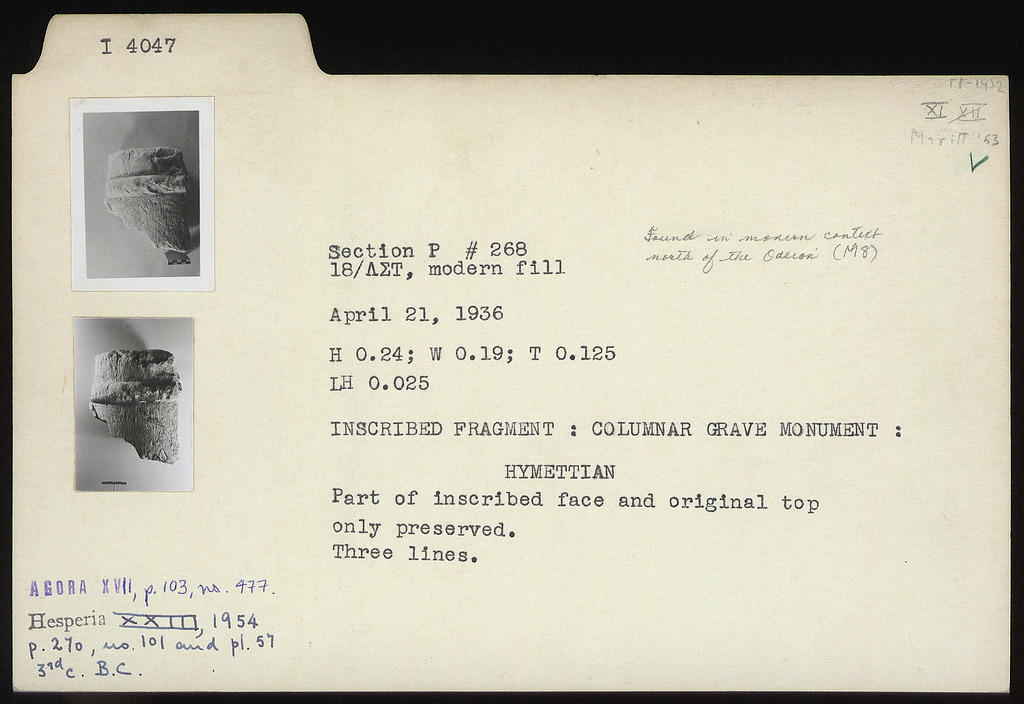 I 4047
XI XII
Meritt '53
Section P # 268
18/ΛΣΤ, modern fill
Found in modern context
north of the Odeion (M8)
April 21, 1936
H 0.24; W 0.19; T 0.125
LH 0.025
INSCRIBED FRAGMENT : COLUMNAR GRAVE MONUMENT :
HYMETTIAN
Part of inscribed face and original top
only preserved.
Three lines.
AGORA XVII, p. 103, no. 477.
Hesperia XXIII, 1954
p. 270, no. 101 and pl. 57
3rd c. B.C.